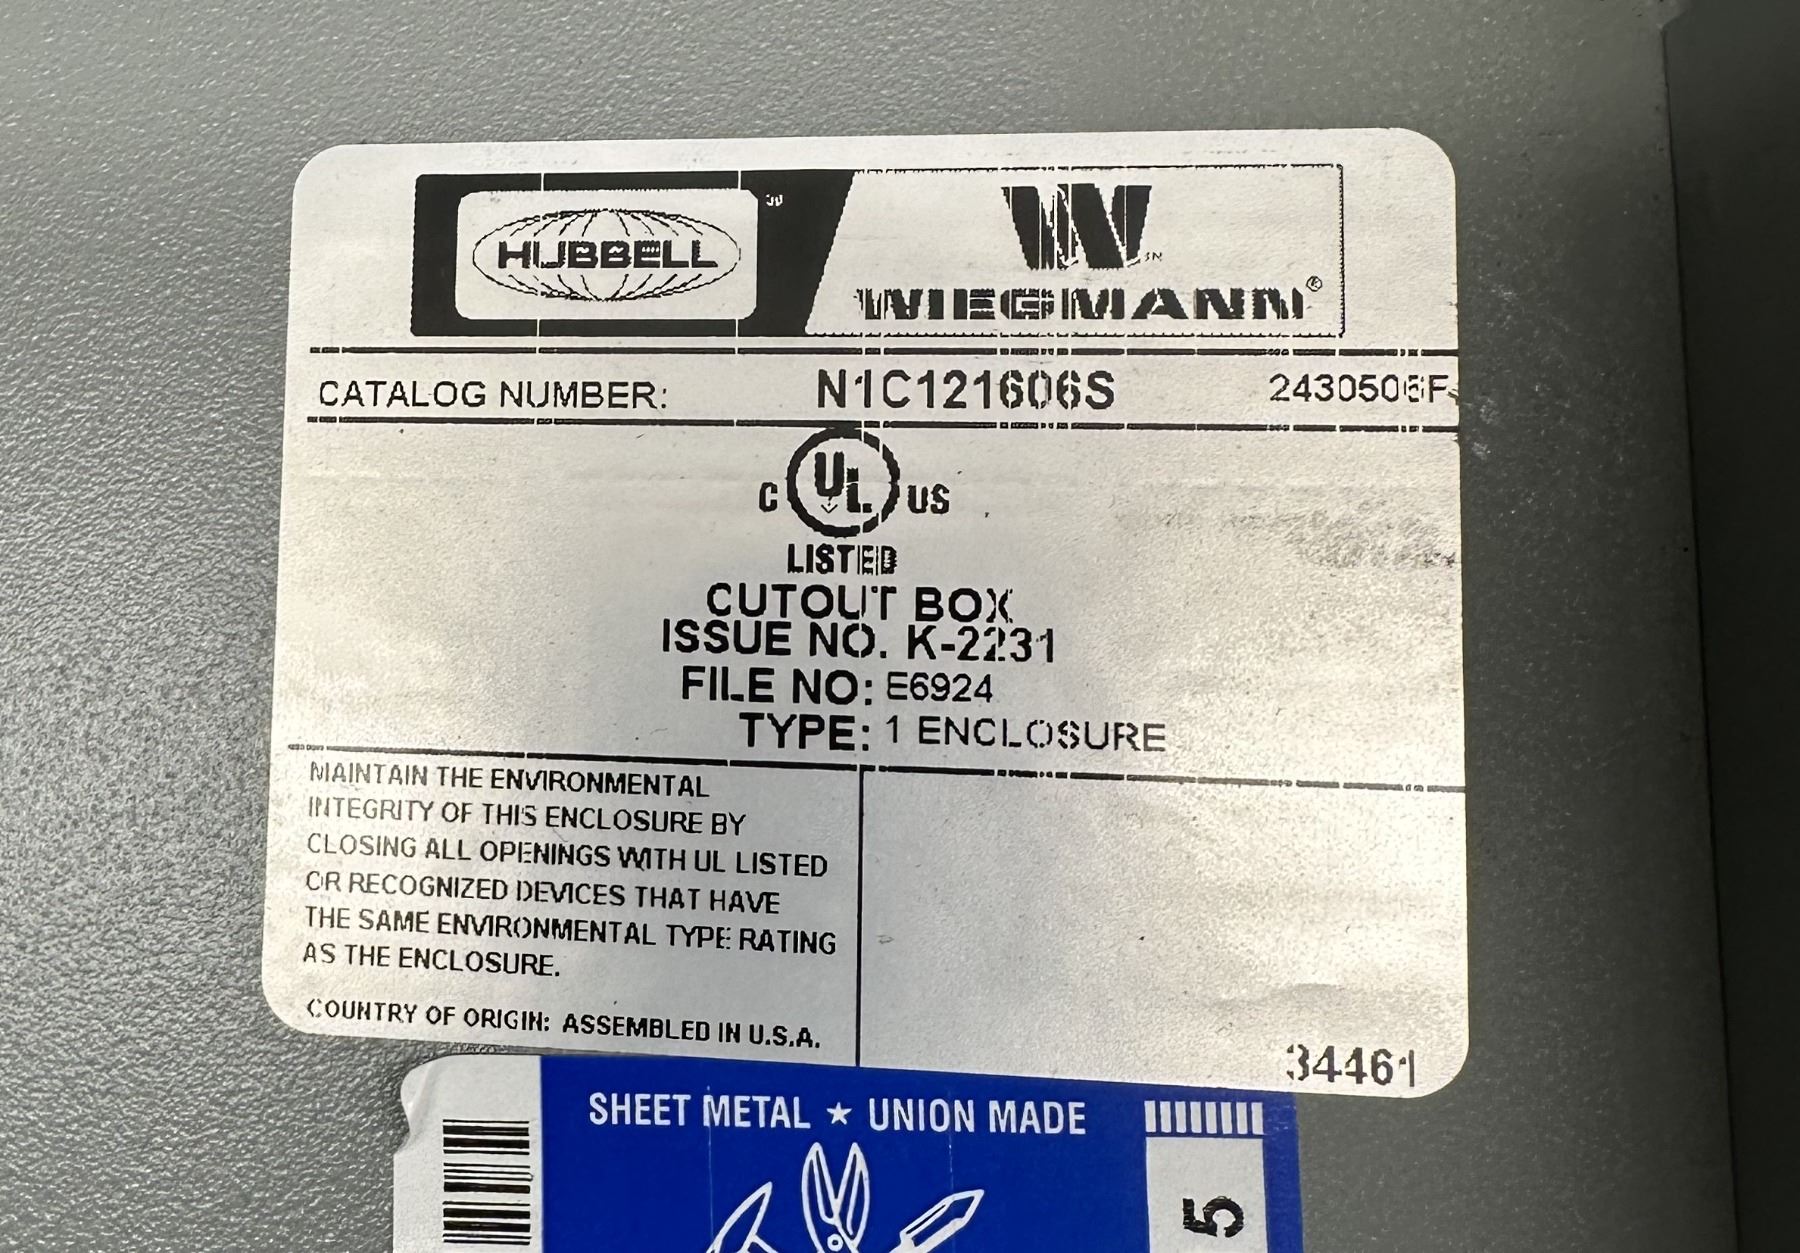 HUBBELL
W
WIEGMANN®
CATALOG NUMBER: N1C121606S
C UL US
LISTED
CUTOUT BOX
ISSUE NO. K-2231
FILE NO: E6924
TYPE: 1 ENCLOSURE
MAINTAIN THE ENVIRONMENTAL
INTEGRITY OF THIS ENCLOSURE BY
CLOSING ALL OPENINGS WITH UL LISTED
OR RECOGNIZED DEVICES THAT HAVE
THE SAME ENVIRONMENTAL TYPE RATING
AS THE ENCLOSURE.
COUNTRY OF ORIGIN: ASSEMBLED IN U.S.A.
34461
SHEET METAL ★ UNION MADE
5